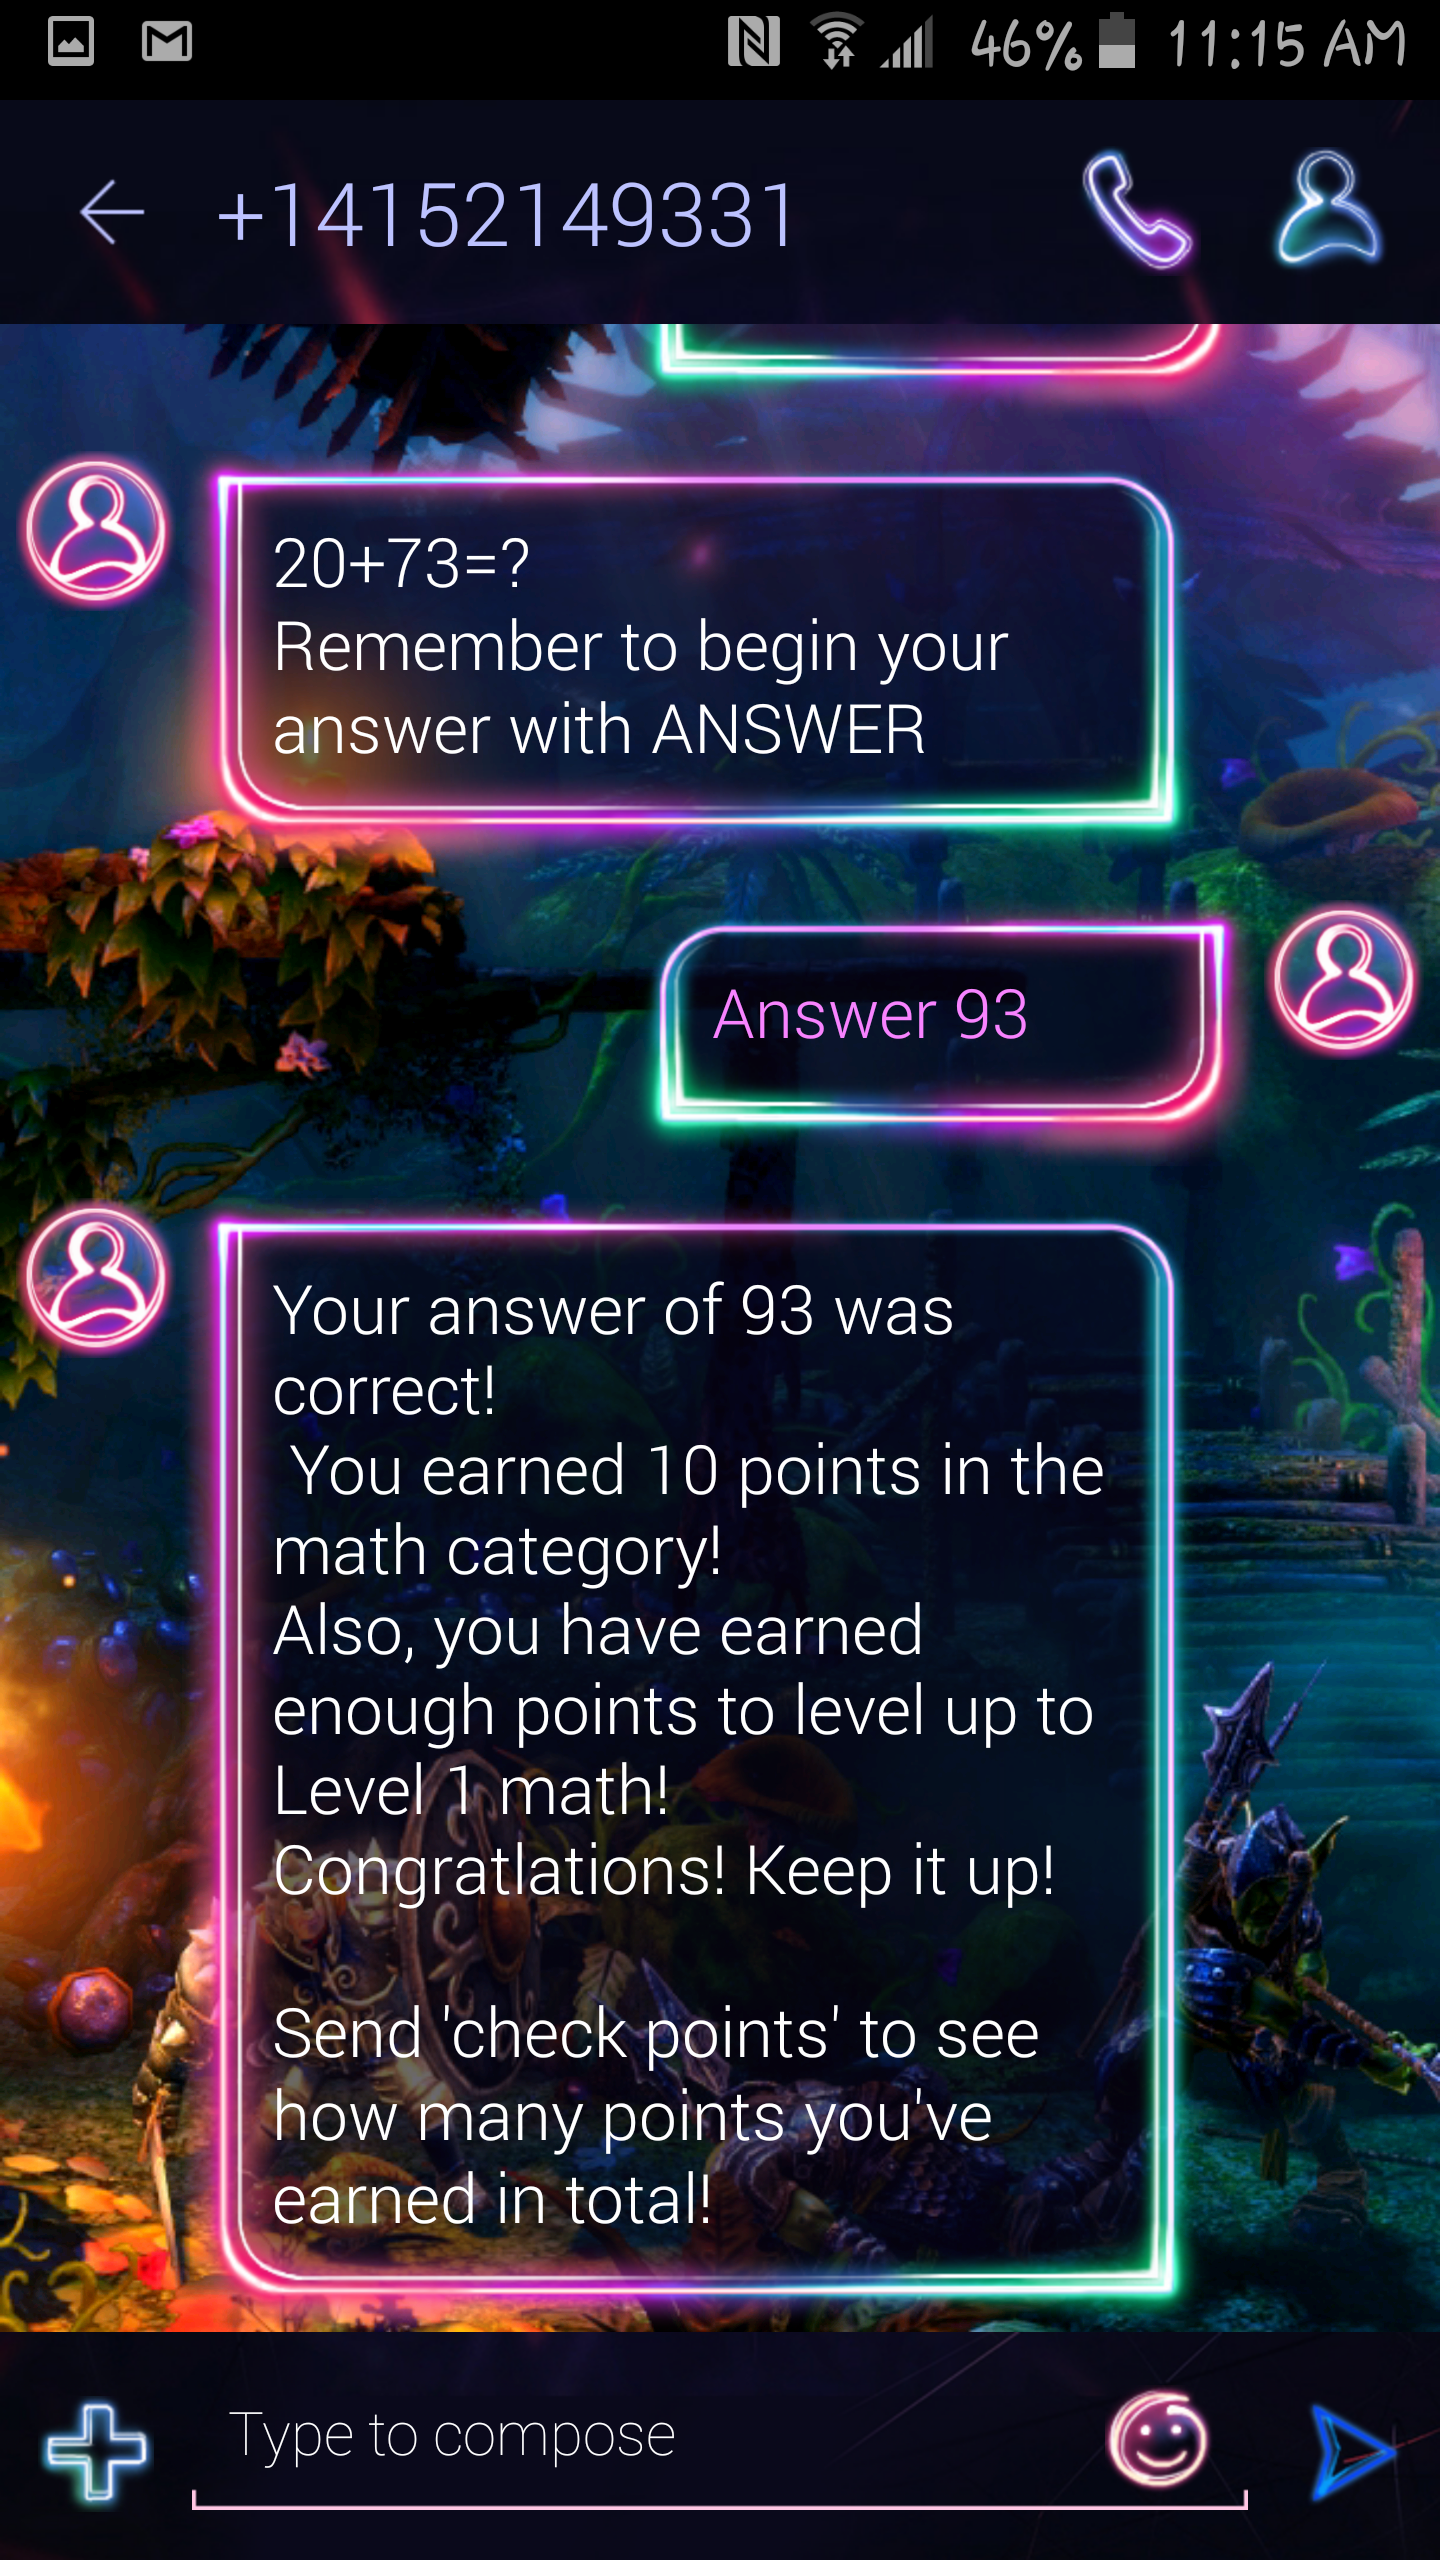 46% 11:15 AM
+14152149331
20+73=?
Remember to begin your
answer with ANSWER
Answer 93
Your answer of 93 was
correct!
You earned 10 points in the
math category!
Also, you have earned
enough points to level up to
Level 1 math!
Congratlations! Keep it up!
Send 'check points' to see
how many points you've
earned in total!
Type to compose